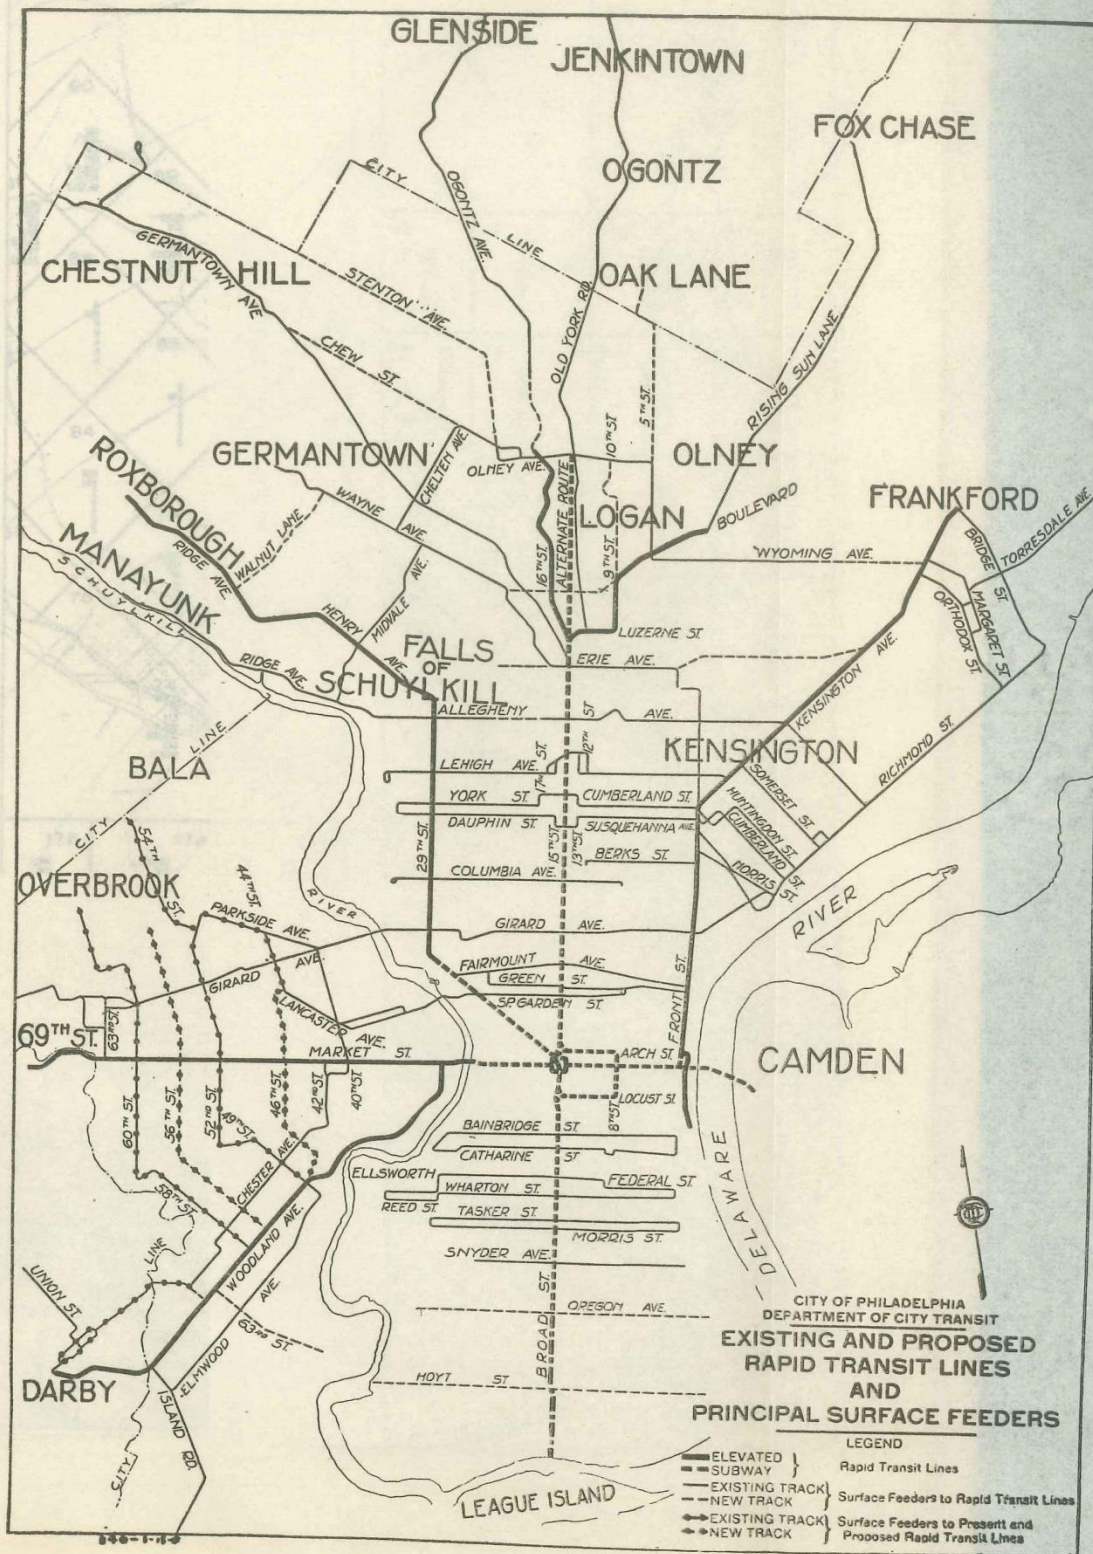 GLENSIDE
JENKINTOWN
FOX CHASE
OGONTZ
CITY
LINE
OGONTZ AVE.
GERMANTOWN AVE
CHESTNUT HILL
STENTON AVE.
OAK LANE
OLD YORK RD.
CHEW ST.
5TH ST.
RISING SUN LANE
ROXBOROUGH
GERMANTOWN
CHELTEN AVE.
OLNEY AVE.
10TH ST.
OLNEY
WAYNE AVE.
ALTERNATE ROUTE
LOGAN
BOULEVARD
FRANKFORD
MANAYUNK
RIDGE AVE.
WALNUT LANE
16TH ST.
9TH ST.
WYOMING AVE.
BRIDGE ST.
TORRESDALE AVE.
SCHUYLKILL
HENRY AVE.
MIDVALE AVE.
LUZERNE ST.
ORTHODOX ST.
MARGARET ST.
FALLS
OF
SCHUYLKILL
RIDGE AVE.
ERIE AVE.
KENSINGTON AVE.
ALLEGHENY AVE.
RICHMOND ST.
LINE
BALA
LEHIGH AVE.
17TH ST.
12TH ST
KENSINGTON
SOMERSET ST.
YORK ST.
CUMBERLAND ST.
HUNTINGDON ST.
CUMBERLAND ST.
DAUPHIN ST.
SUSQUEHANNA AVE.
CITY
54TH ST.
29TH ST.
15TH ST.
13TH ST.
BERKS ST.
MORRIS ST.
OVERBROOK
44TH ST.
COLUMBIA AVE.
RIVER
PARKSIDE AVE.
RIVER
GIRARD AVE.
GIRARD AVE.
FAIRMOUNT AVE.
GREEN ST.
SP. GARDEN ST.
LANCASTER AVE.
FRONT ST.
69TH ST.
63RD ST.
MARKET ST.
ARCH ST.
CAMDEN
60TH ST.
56TH ST.
52ND ST.
46TH ST.
42ND ST.
40TH ST.
LOCUST ST.
8TH ST.
49TH ST.
BAINBRIDGE ST
CATHARINE ST
CHESTER AVE.
ELLSWORTH
FEDERAL ST.
WHARTON ST.
58TH ST.
REED ST.
TASKER ST.
MORRIS ST.
DELAWARE
SNYDER AVE.
LINE
WOODLAND AVE.
UNION ST.
OREGON AVE.
63RD ST.
ELMWOOD AVE.
BROAD ST.
HOYT ST
DARBY
ISLAND RD.
CITY
LEAGUE ISLAND
CITY OF PHILADELPHIA
DEPARTMENT OF CITY TRANSIT
EXISTING AND PROPOSED
RAPID TRANSIT LINES
AND
PRINCIPAL SURFACE FEEDERS
LEGEND
ELEVATED
SUBWAY
Rapid Transit Lines
EXISTING TRACK
NEW TRACK
Surface Feeders to Rapid Transit Lines
EXISTING TRACK
NEW TRACK
Surface Feeders to Present and
Proposed Rapid Transit Lines